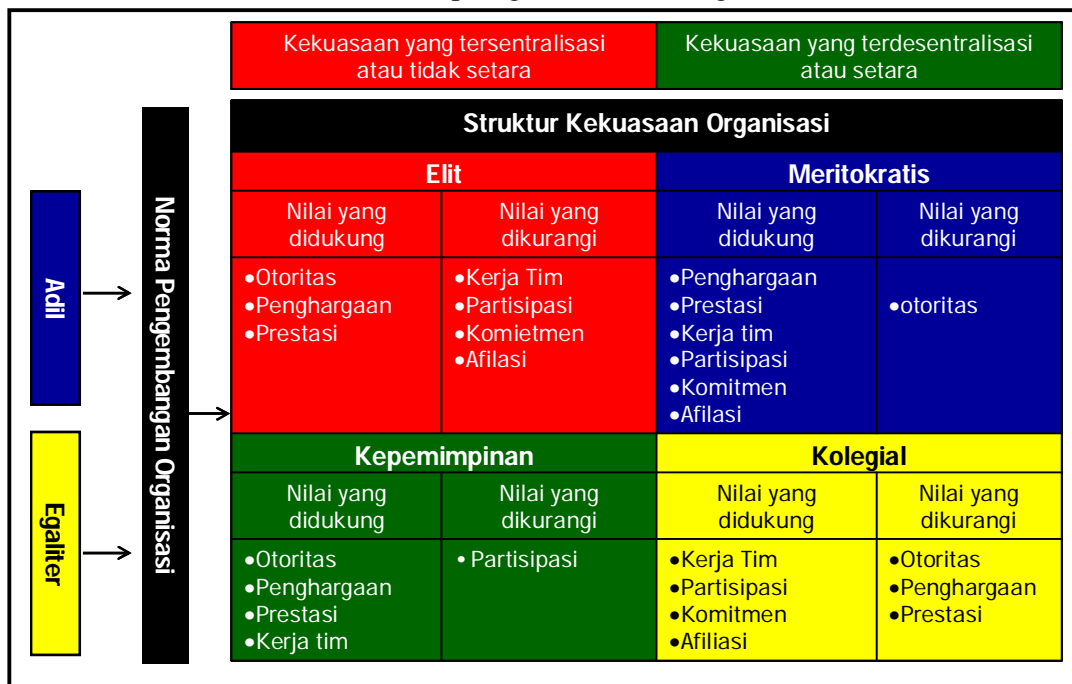 Kekuasaan yang tersentralisasi
atau tidak setara
Kekuasaan yang terdesentralisasi
atau setara
Struktur Kekuasaan Organisasi
Adil
Egaliter
Norma Pengembangan Organisasi
Elit
Nilai yang
didukung
Nilai yang
dikurangi
•Otoritas
•Penghargaan
•Prestasi
•Kerja Tim
•Partisipasi
•Komietmen
•Afilasi
Meritokratis
Nilai yang
didukung
Nilai yang
dikurangi
•Penghargaan
•Prestasi
•Kerja tim
•Partisipasi
•Komitmen
•Afilasi
•otoritas
Kepemimpinan
Nilai yang
didukung
Nilai yang
dikurangi
•Otoritas
•Penghargaan
•Prestasi
•Kerja tim
• Partisipasi
Kolegial
Nilai yang
didukung
Nilai yang
dikurangi
•Kerja Tim
•Partisipasi
•Komitmen
•Afiliasi
•Otoritas
•Penghargaan
•Prestasi